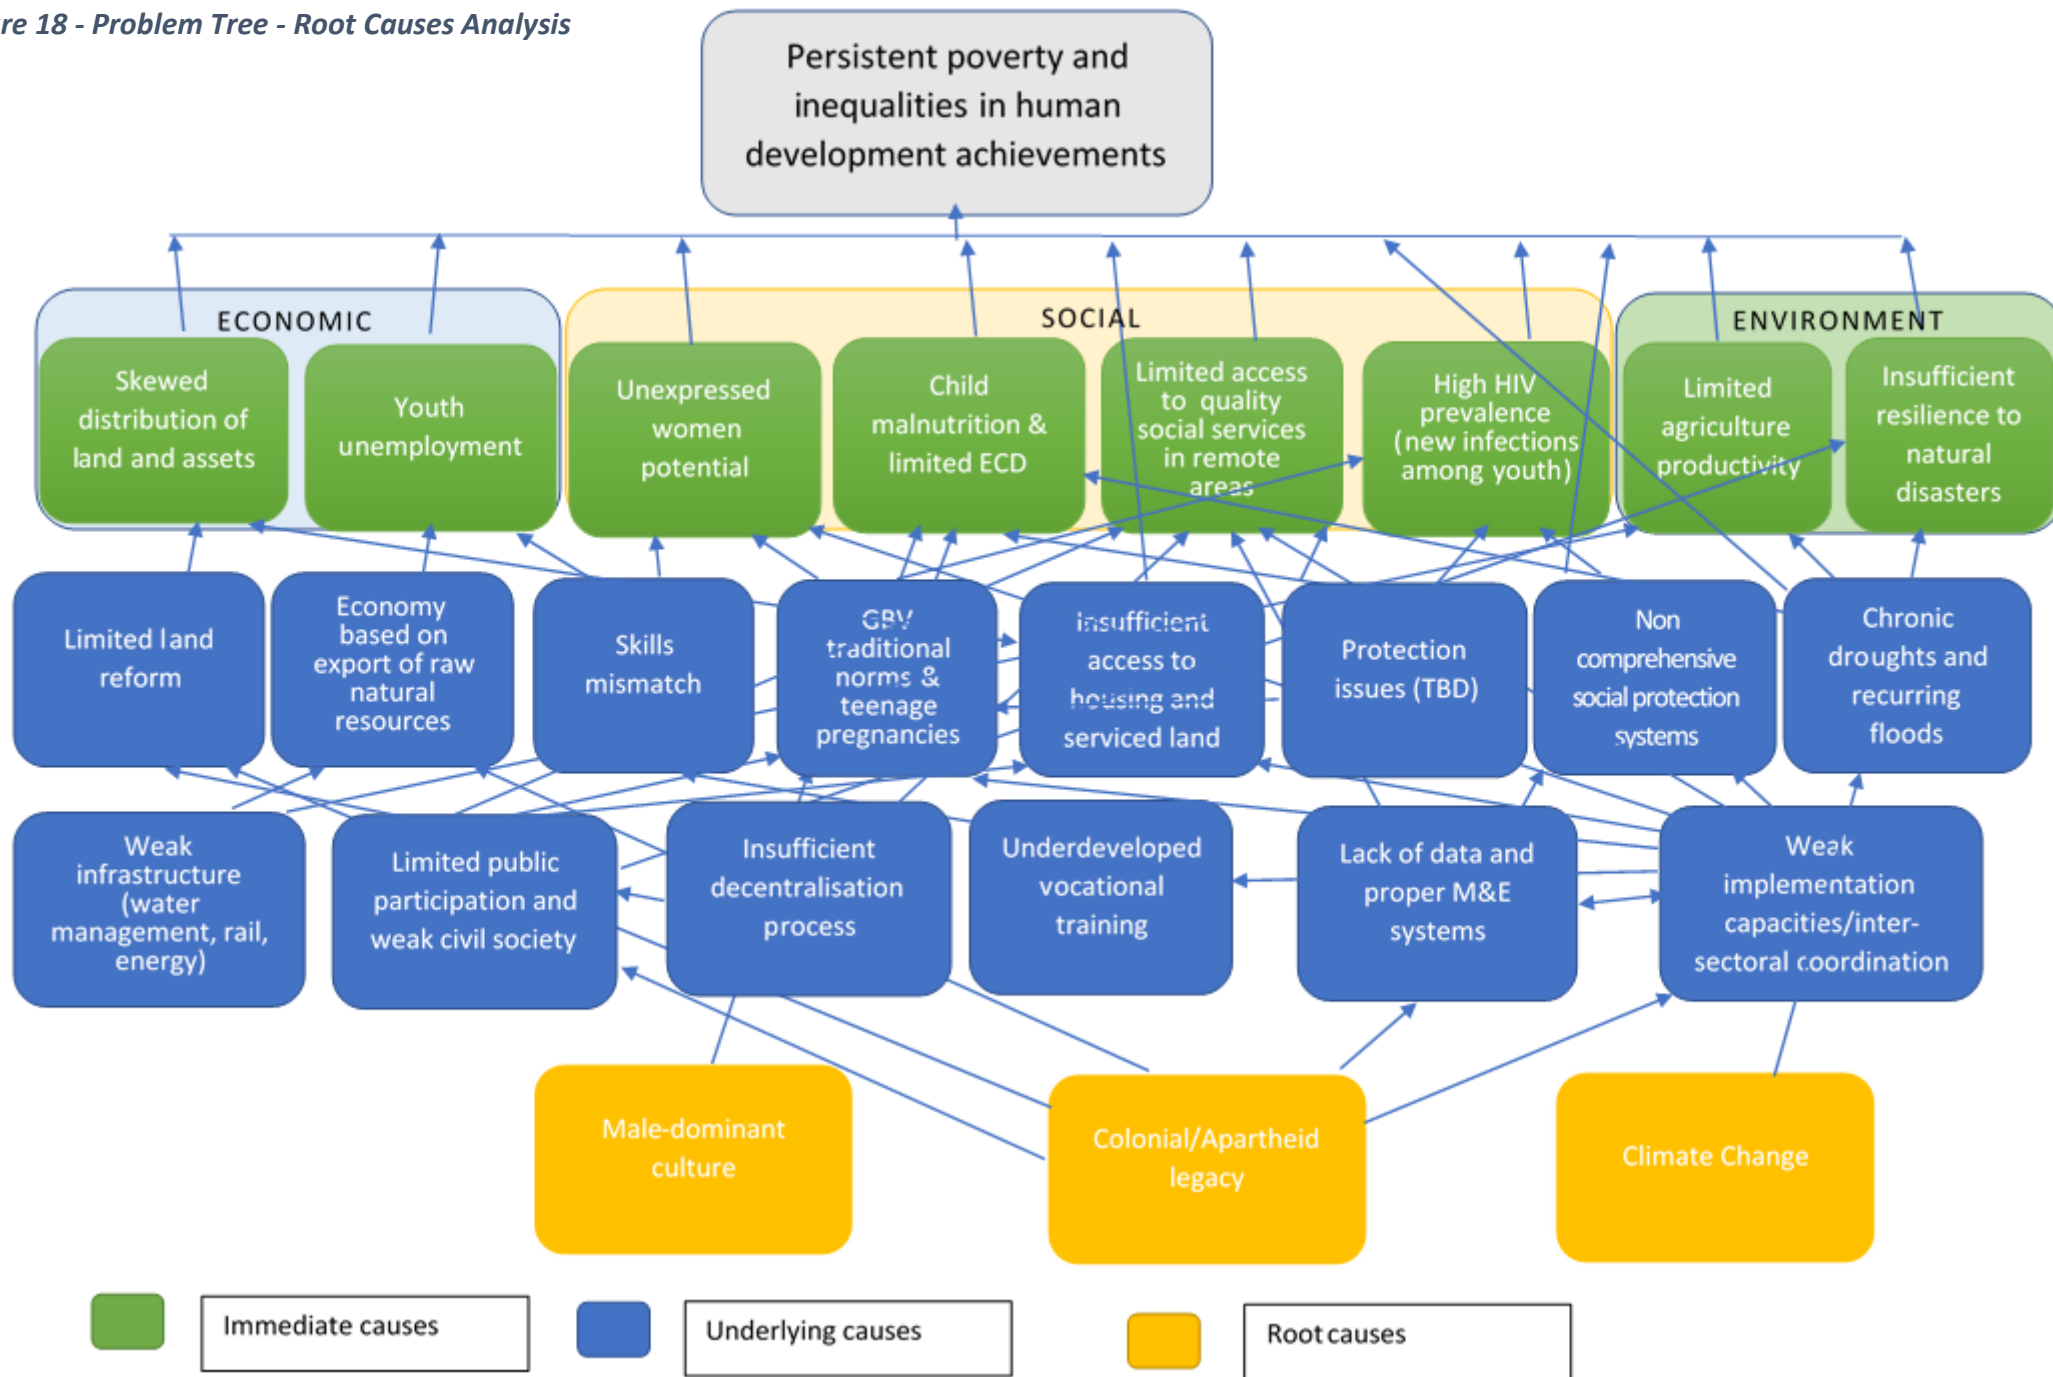 re 18 - Problem Tree - Root Causes Analysis
Persistent poverty and
inequalities in human
development achievements
ECONOMIC
SOCIAL
ENVIRONMENT
Skewed
distribution of
land and assets
Youth
unemployment
Unexpressed
women
potential
Child
malnutrition &
limited ECD
Limited access
to quality
social services
in remote
areas
High HIV
prevalence
(new infections
among youth)
Limited
agriculture
productivity
Insufficient
resilience to
natural
disasters
Limited land
reform
Economy
based on
export of raw
natural
resources
Skills
mismatch
GBV
traditional
norms &
teenage
pregnancies
insufficient
access to
housing and
serviced land
Protection
issues (TBD)
Non
comprehensive
social protection
systems
Chronic
droughts and
recurring
floods
Weak
infrastructure
(water
management, rail,
energy)
Limited public
participation and
weak civil society
Insufficient
decentralisation
process
Underdeveloped
vocational
training
Lack of data and
proper M&E
systems
Weak
implementation
capacities/inter-
sectoral coordination
Male-dominant
culture
Colonial/Apartheid
legacy
Climate Change
Immediate causes
Underlying causes
Root causes